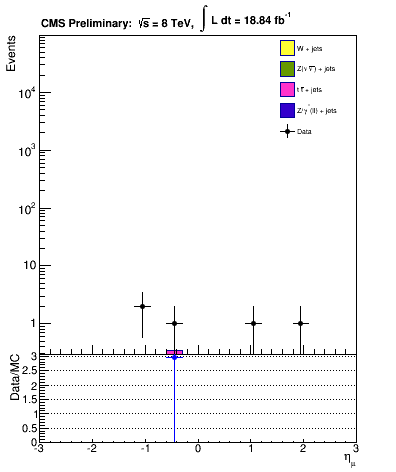 CMS Preliminary: √s = 8 TeV, ∫ L dt = 18.84 fb⁻¹
Events
W + jets
Z(ν ν̅) + jets
t t̅ + jets
Z/γ*(ll) + jets
Data
10⁴
10³
10²
10
1
Data/MC
3
2.5
2
1.5
1
0.5
0
-3 -2 -1 0 1 2 3
η_μ